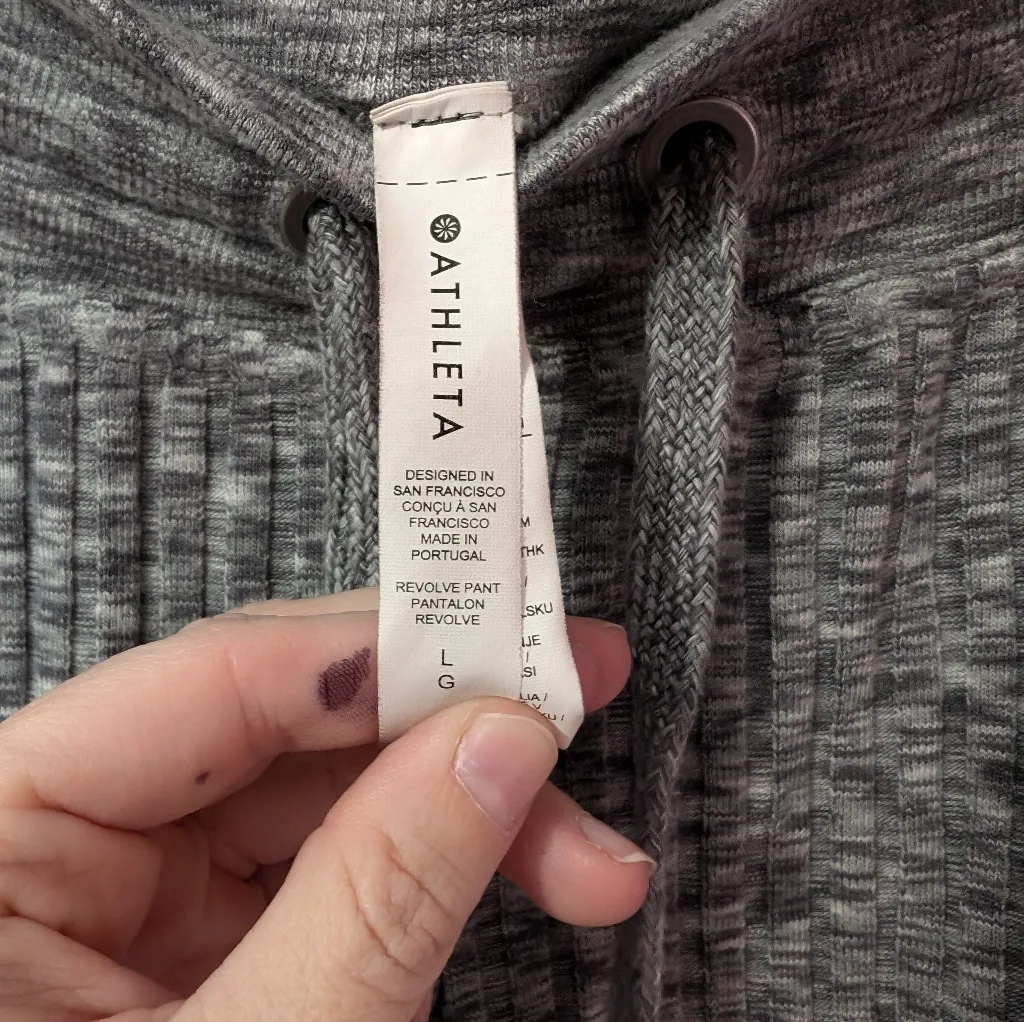 ATHLETA
DESIGNED IN
SAN FRANCISCO
CONÇU À SAN
FRANCISCO
MADE IN
PORTUGAL
REVOLVE PANT
PANTALON
REVOLVE
L
G